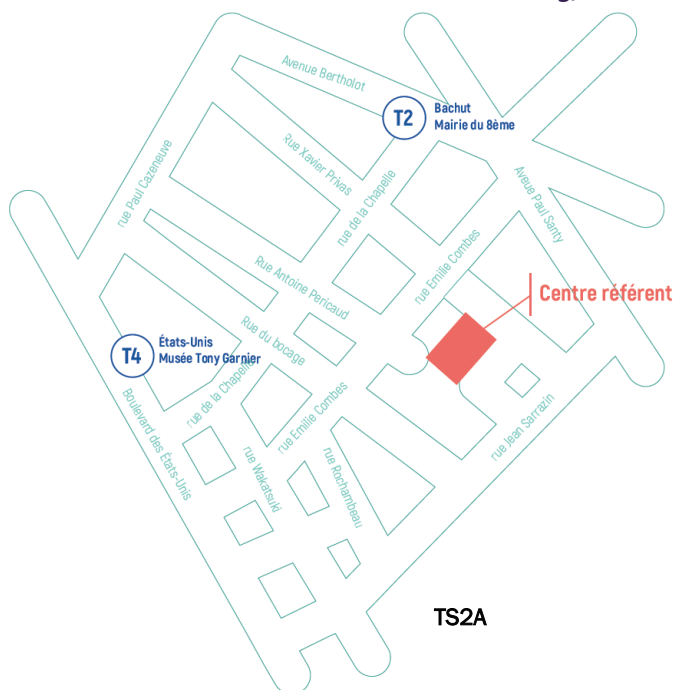 Avenue Bertholot
T2
Bachut
Mairie du 8ème
Rue Xavier Privas
rue Paul Cazeneuve
rue de la Chapelle
Aveue Paul Santy
rue Emilie Combes
Rue Antoine Pericaud
Centre référent
Rue du bocage
T4
États-Unis
Musée Tony Garnier
rue de la Chapelle
rue Emilie Combes
Boulevard des États-Unis
rue Wakatsuki
rue Rochambeau
rue Jean Sarrazin
TS2A